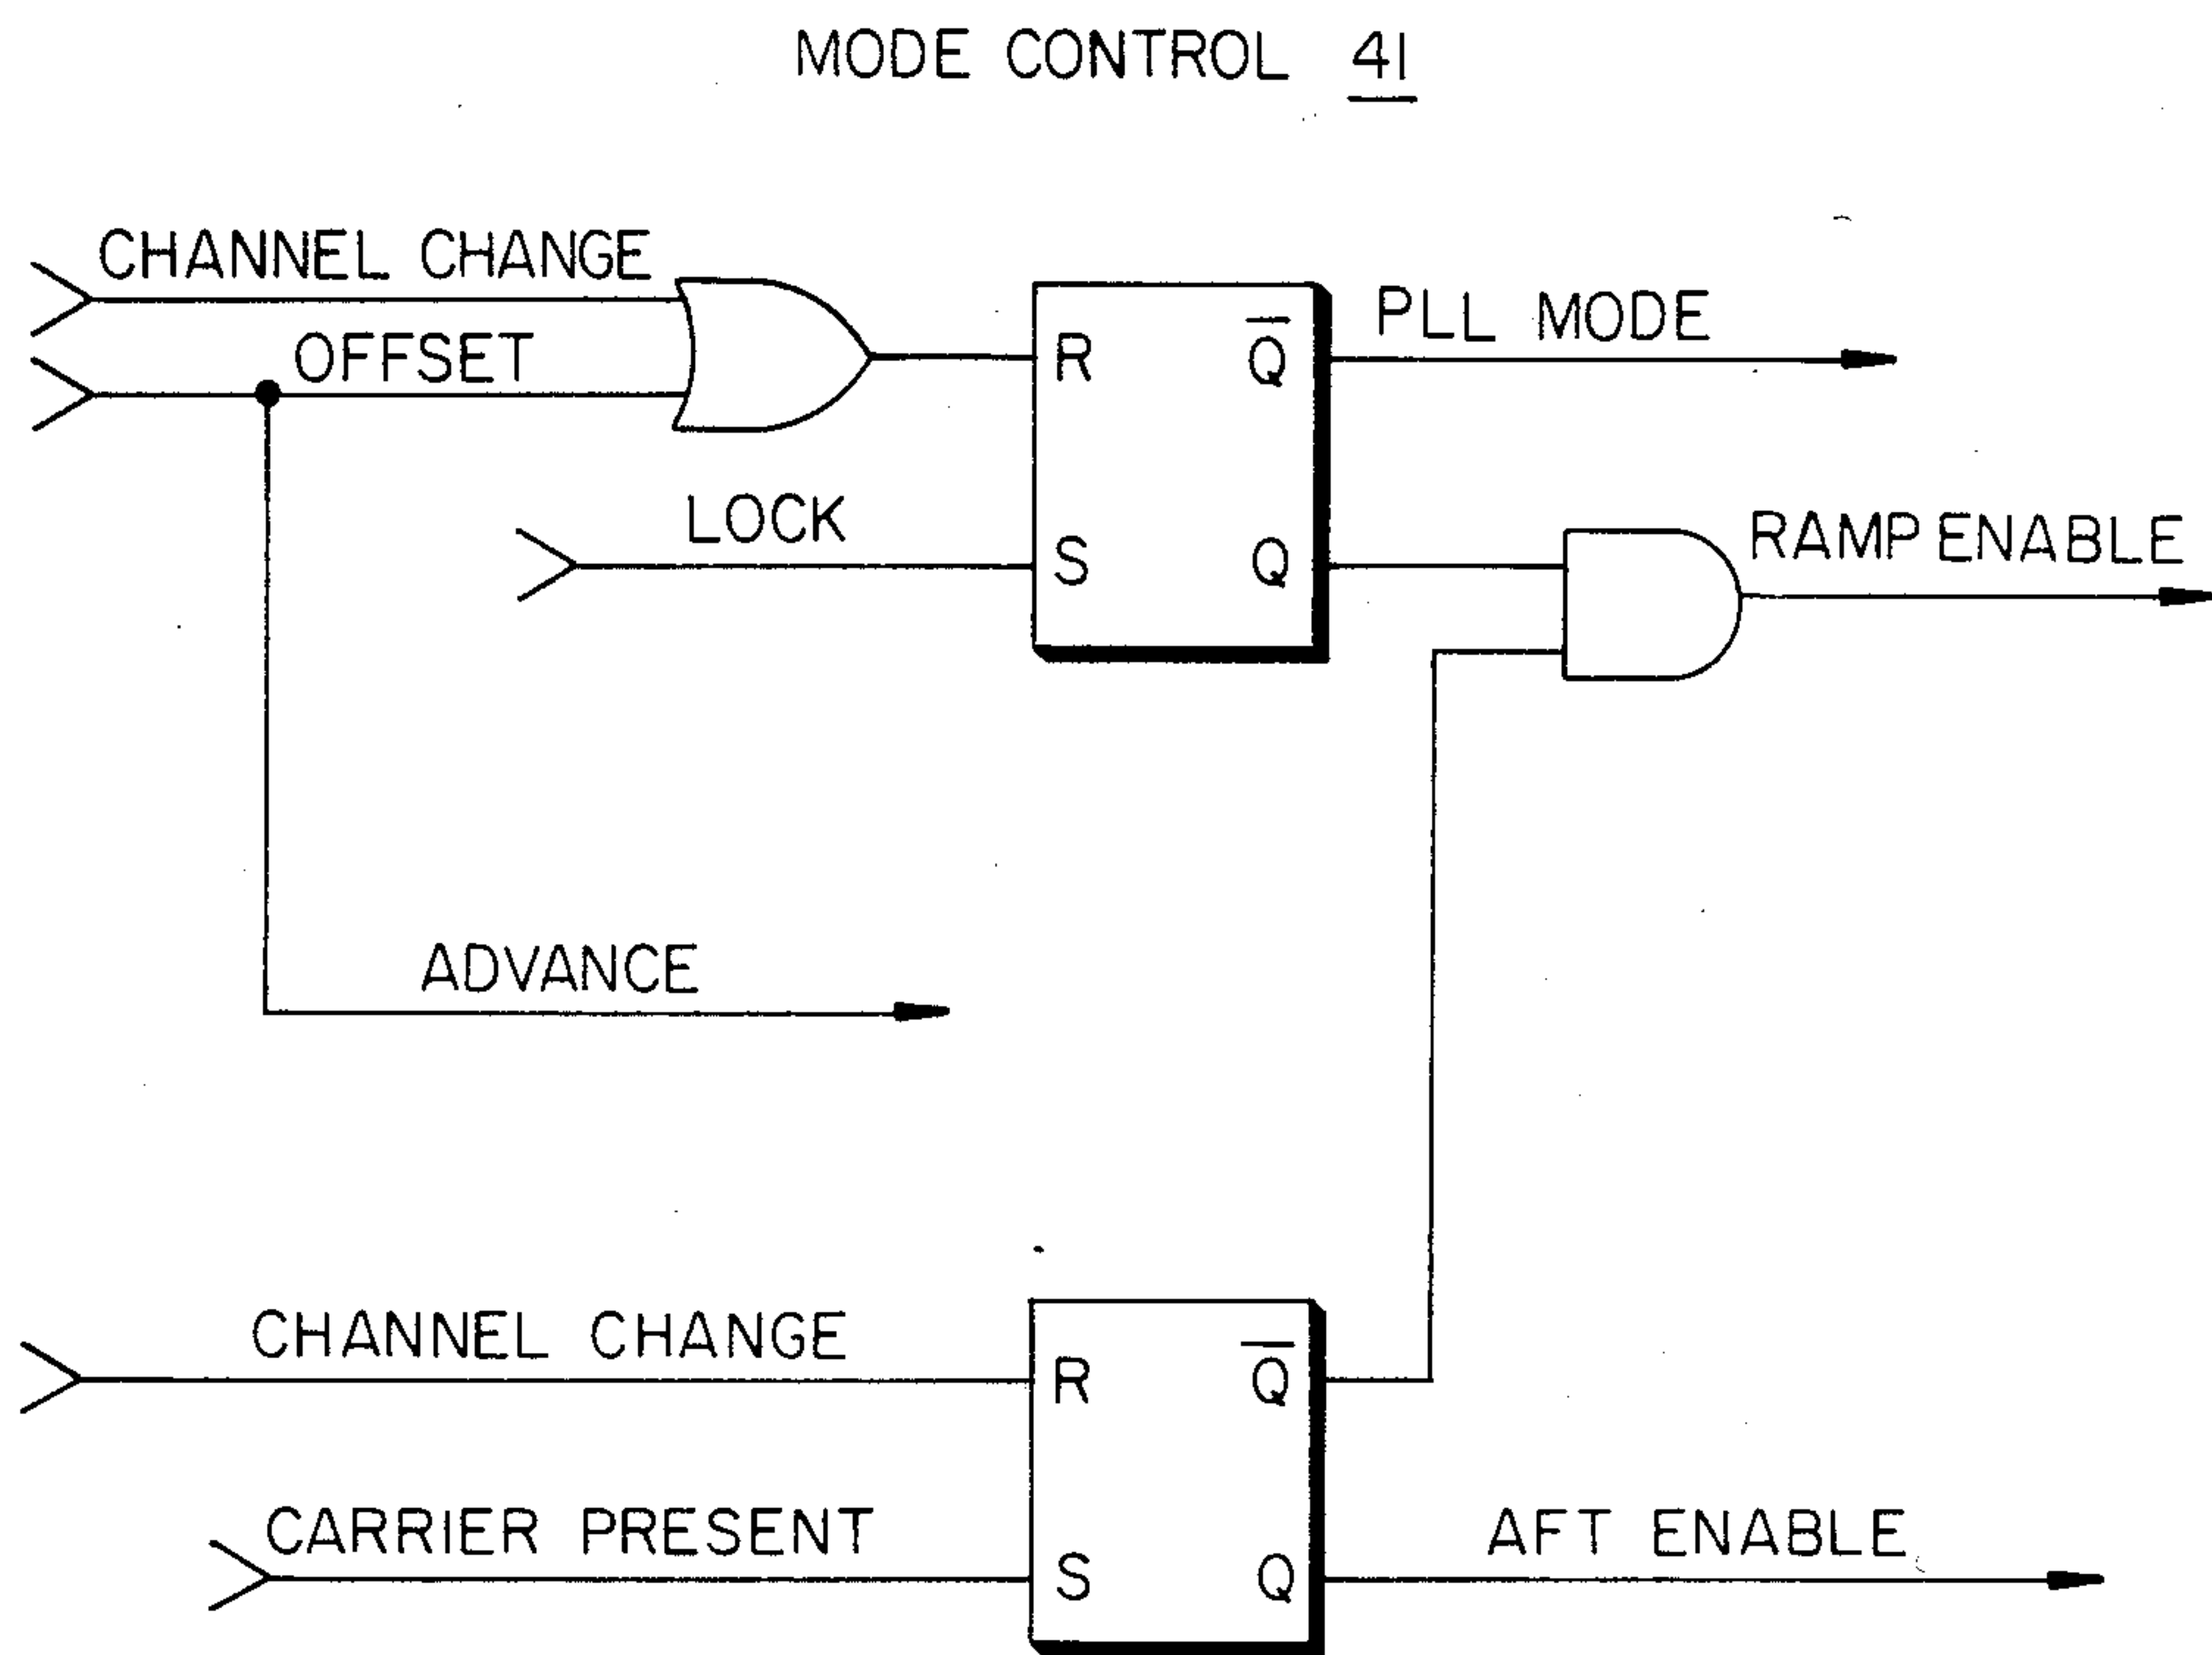 MODE CONTROL 41
CHANNEL CHANGE
OFFSET
LOCK
R Q̅
S Q
PLL MODE
RAMP ENABLE
ADVANCE
CHANNEL CHANGE
CARRIER PRESENT
R Q̅
S Q
AFT ENABLE